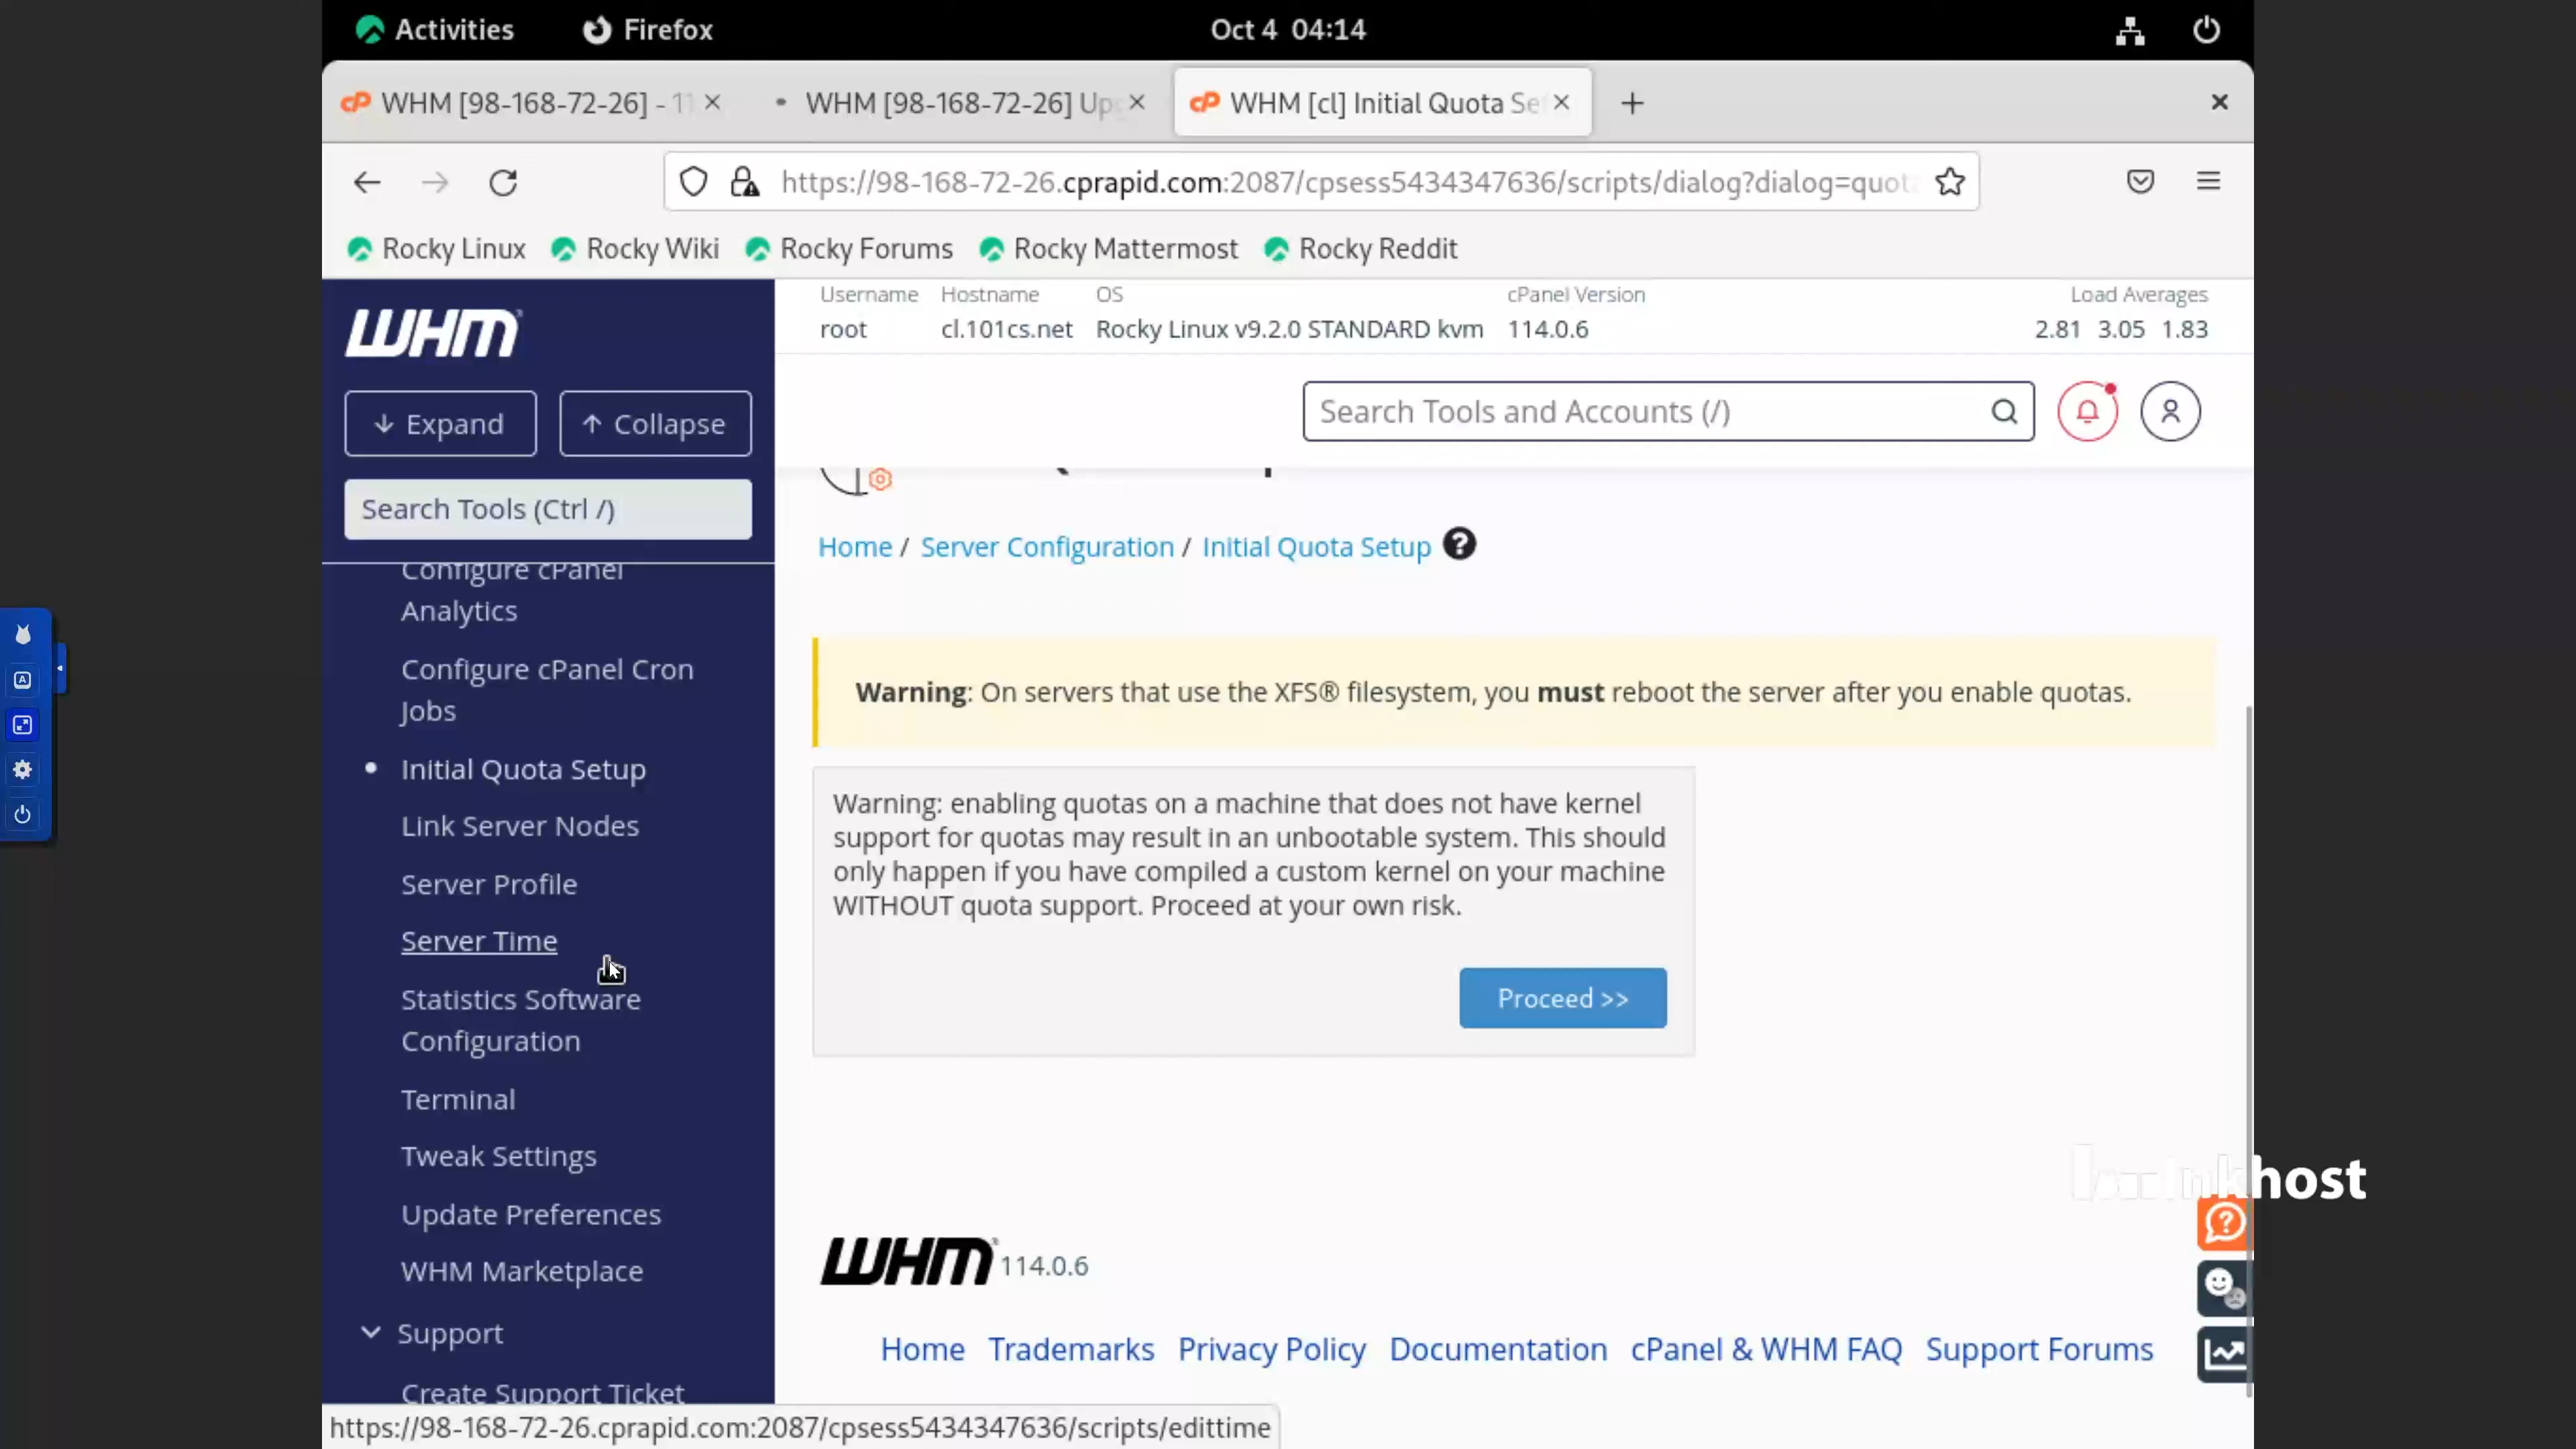 Activities
Firefox
Oct 4 04:14
WHM [98-168-72-26] - 11
WHM [98-168-72-26] Up
WHM [cl] Initial Quota Se
https://98-168-72-26.cprapid.com:2087/cpsess5434347636/scripts/dialog?dialog=quot
Rocky Linux
Rocky Wiki
Rocky Forums
Rocky Mattermost
Rocky Reddit
WHM
Expand
Collapse
Search Tools (Ctrl /)
Configure cPanel
Analytics
Configure cPanel Cron
Jobs
Initial Quota Setup
Link Server Nodes
Server Profile
Server Time
Statistics Software
Configuration
Terminal
Tweak Settings
Update Preferences
WHM Marketplace
Support
Create Support Ticket
Username Hostname OS cPanel Version Load Averages
root cl.101cs.net Rocky Linux v9.2.0 STANDARD kvm 114.0.6 2.81 3.05 1.83
Search Tools and Accounts (/)
Home / Server Configuration / Initial Quota Setup
Warning: On servers that use the XFS® filesystem, you must reboot the server after you enable quotas.
Warning: enabling quotas on a machine that does not have kernel
support for quotas may result in an unbootable system. This should
only happen if you have compiled a custom kernel on your machine
WITHOUT quota support. Proceed at your own risk.
Proceed >>
WHM 114.0.6
Home Trademarks Privacy Policy Documentation cPanel & WHM FAQ Support Forums
https://98-168-72-26.cprapid.com:2087/cpsess5434347636/scripts/edittime